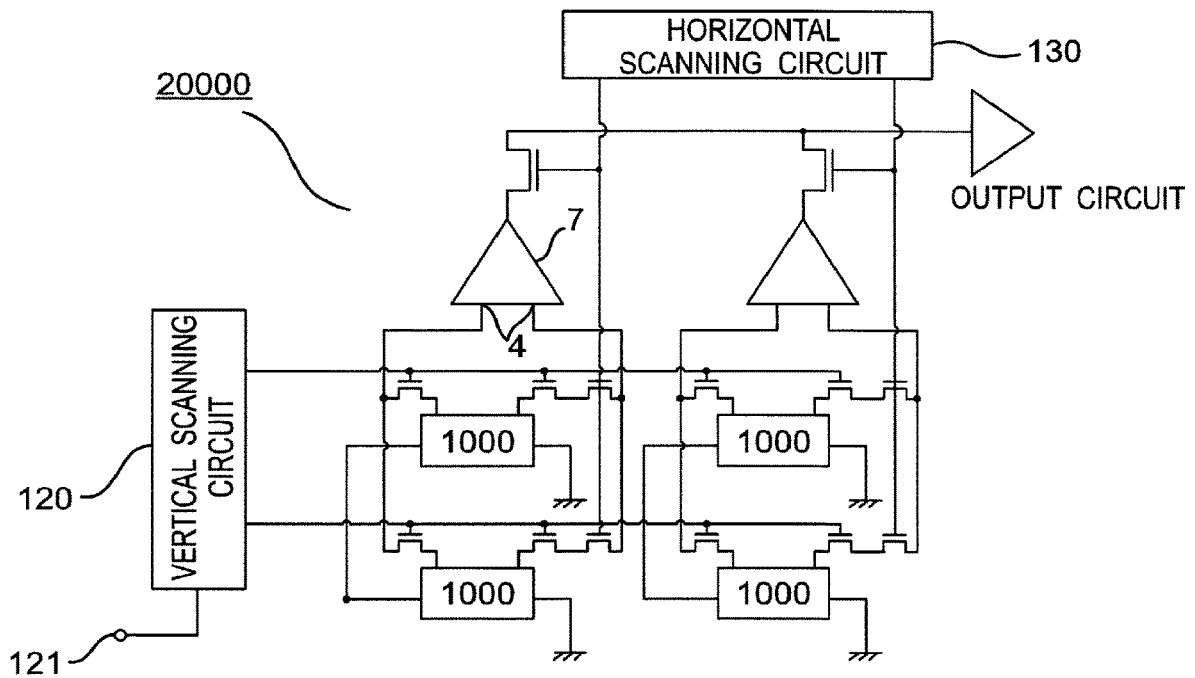 HORIZONTAL
SCANNING CIRCUIT
130
20000
OUTPUT CIRCUIT
7
4
VERTICAL SCANNING
CIRCUIT
120
121
1000
1000
1000
1000